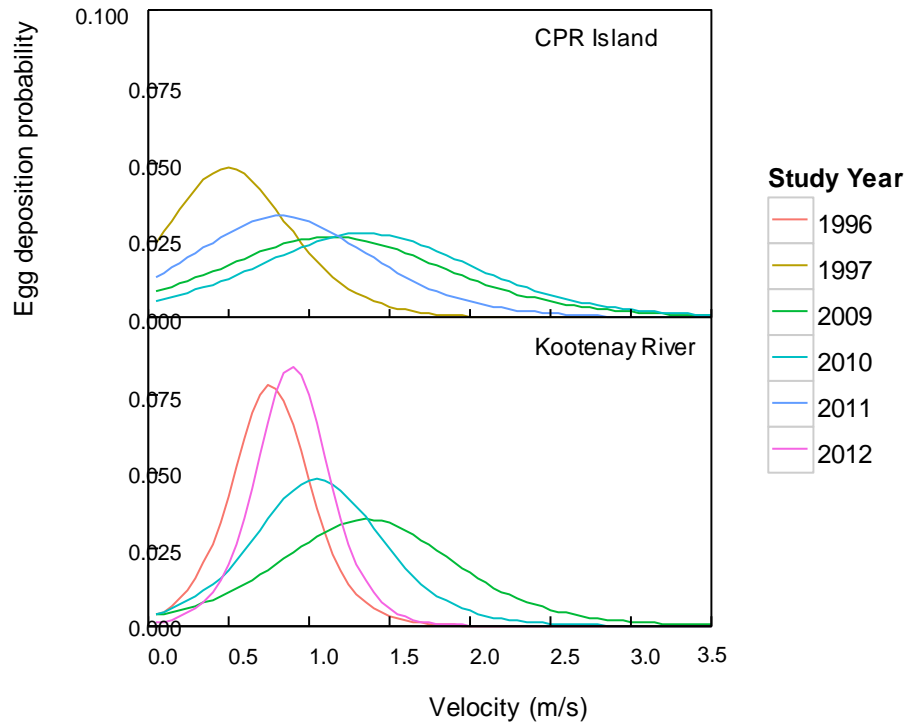 Egg deposition probability
0.100
0.075
0.050
0.025
0.000
CPR Island
0.075
0.050
0.025
0.000
Kootenay River
0.0 0.5 1.0 1.5 2.0 2.5 3.0 3.5
Velocity (m/s)
Study Year
1996
1997
2009
2010
2011
2012